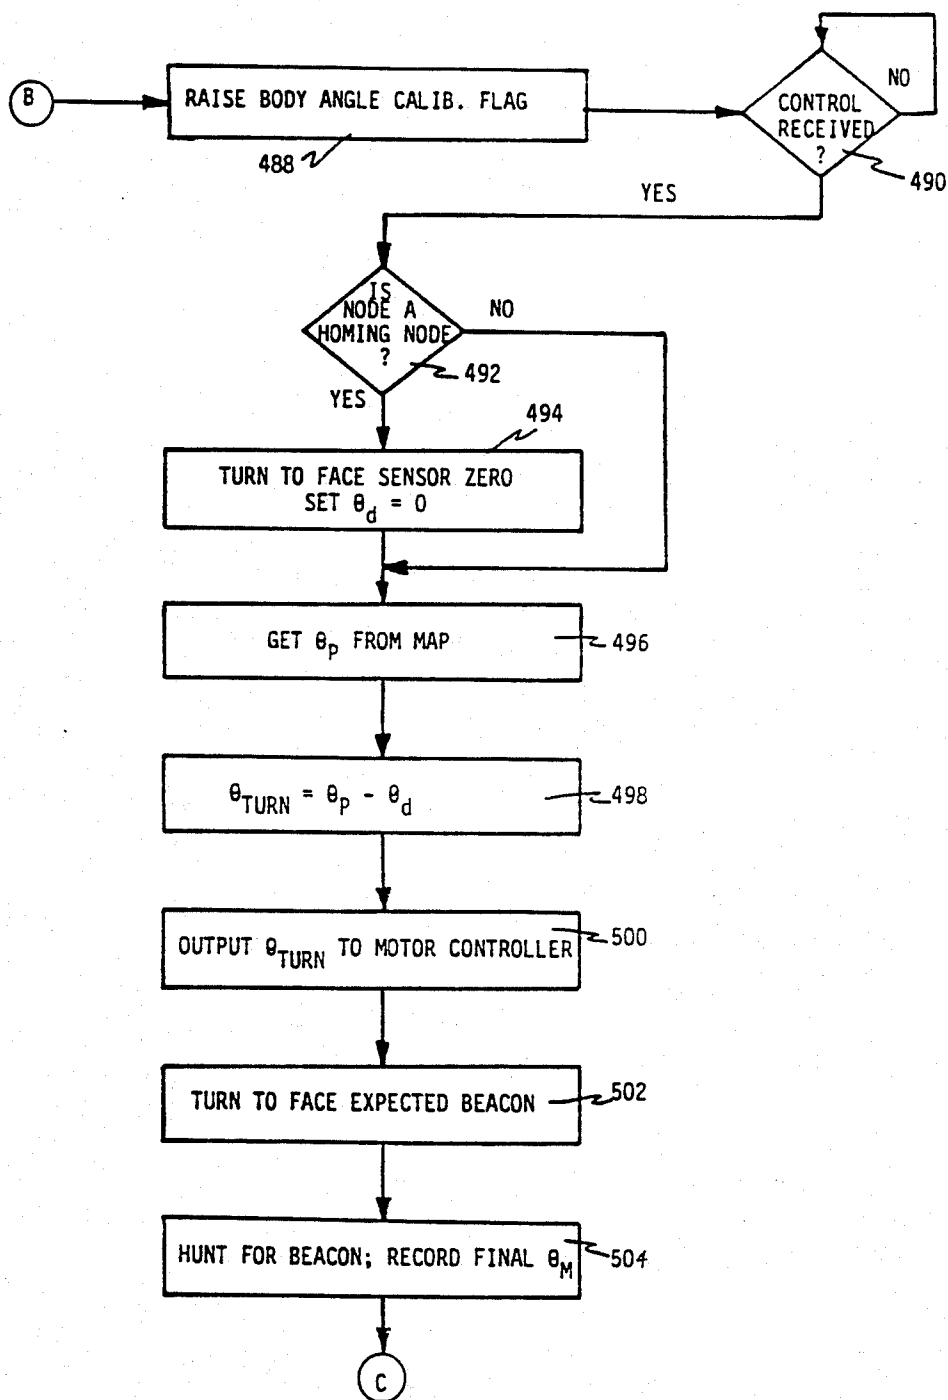 B
RAISE BODY ANGLE CALIB. FLAG
488
CONTROL
RECEIVED
?
NO
490
YES
IS
NODE A
HOMING NODE
?
NO
492
YES
494
TURN TO FACE SENSOR ZERO
SET θd = 0
GET θp FROM MAP
496
θTURN = θp - θd
498
OUTPUT θTURN TO MOTOR CONTROLLER
500
TURN TO FACE EXPECTED BEACON
502
HUNT FOR BEACON; RECORD FINAL θM
504
C